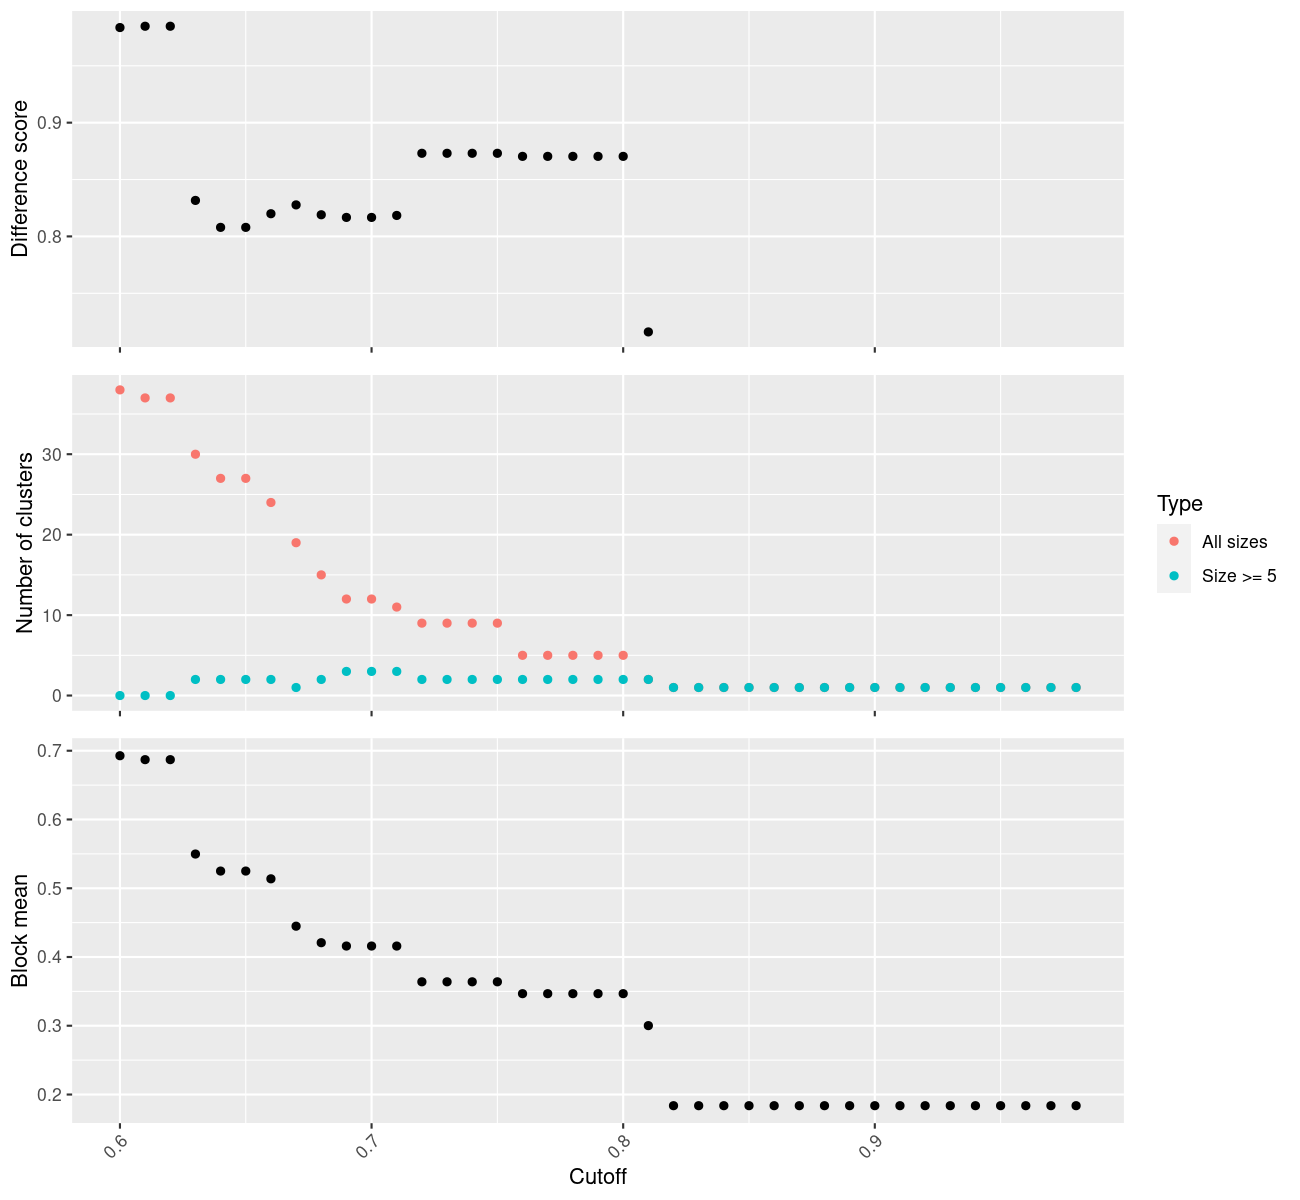 Difference score
0.9
0.8
Number of clusters
30
20
10
0
Type
All sizes
Size >= 5
Block mean
0.7
0.6
0.5
0.4
0.3
0.2
0.6
0.7
0.8
0.9
Cutoff